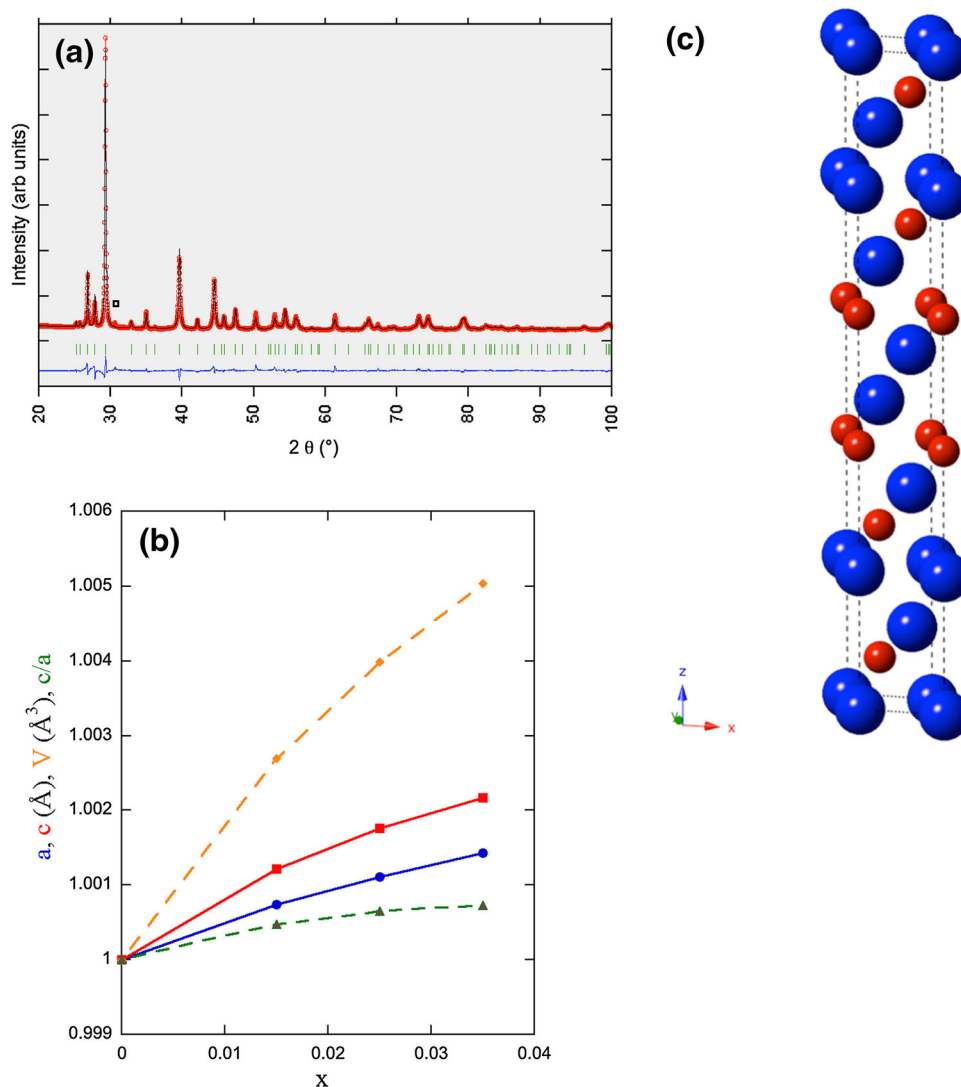 (a)
Intensity (arb units)
20 30 40 50 60 70 80 90 100
2 θ (°)
(b)
1.006
1.005
1.004
1.003
1.002
1.001
1
0.999
a, c (Å), V (Å³), c/a
0 0.01 0.02 0.03 0.04
x
(c)
z
y
x